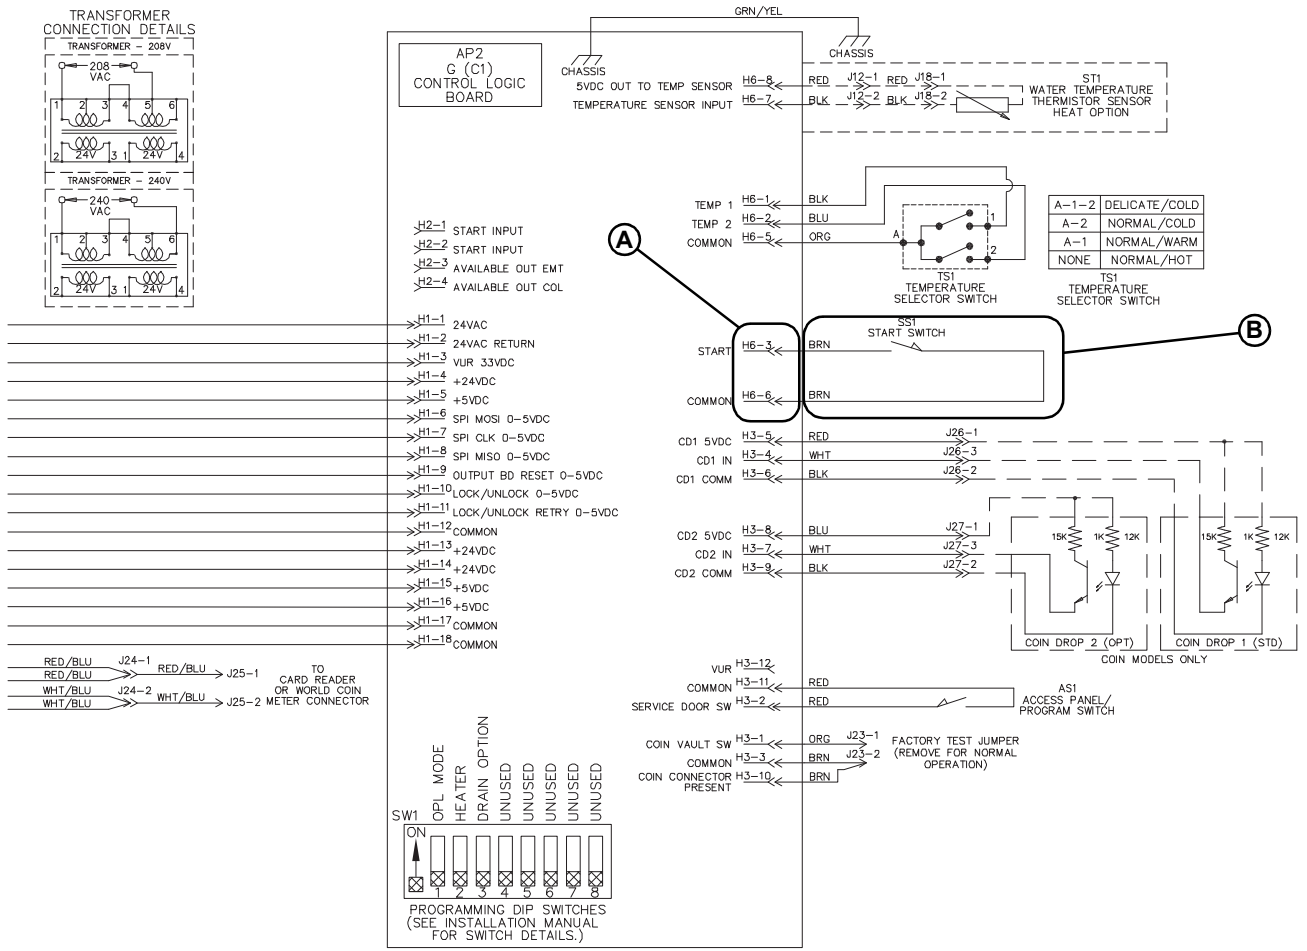 TRANSFORMER
CONNECTION DETAILS
TRANSFORMER - 208V
208
VAC
1 2 3 4 5 6
24V 24V
2 3 1 4
TRANSFORMER - 240V
240
VAC
1 2 3 4 5 6
24V 24V
2 3 1 4
AP2
G (C1)
CONTROL LOGIC
BOARD
GRN/YEL
CHASSIS
CHASSIS
5VDC OUT TO TEMP SENSOR H6-8 RED J12-1 RED J18-1
TEMPERATURE SENSOR INPUT H6-7 BLK J12-2 BLK J18-2
ST1
WATER TEMPERATURE
THERMISTOR SENSOR
HEAT OPTION
TEMP 1 H6-1 BLK
TEMP 2 H6-2 BLU
COMMON H6-5 ORG
A
1
2
TS1
TEMPERATURE
SELECTOR SWITCH
A-1-2 DELICATE/COLD
A-2 NORMAL/COLD
A-1 NORMAL/WARM
NONE NORMAL/HOT
TS1
TEMPERATURE
SELECTOR SWITCH
H2-1 START INPUT
H2-2 START INPUT
H2-3 AVAILABLE OUT EMT
H2-4 AVAILABLE OUT COL
A
B
SS1
START SWITCH
START H6-3 BRN
COMMON H6-6 BRN
H1-1 24VAC
H1-2 24VAC RETURN
H1-3 VUR 33VDC
H1-4 +24VDC
H1-5 +5VDC
H1-6 SPI MOSI 0-5VDC
H1-7 SPI CLK 0-5VDC
H1-8 SPI MISO 0-5VDC
H1-9 OUTPUT BD RESET 0-5VDC
H1-10 LOCK/UNLOCK 0-5VDC
H1-11 LOCK/UNLOCK RETRY 0-5VDC
H1-12 COMMON
H1-13 +24VDC
H1-14 +24VDC
H1-15 +5VDC
H1-16 +5VDC
H1-17 COMMON
H1-18 COMMON
CD1 5VDC H3-5 RED J26-1
CD1 IN H3-4 WHT J26-3
CD1 COMM H3-6 BLK J26-2
CD2 5VDC H3-8 BLU J27-1
CD2 IN H3-7 WHT J27-3
CD2 COMM H3-9 BLK J27-2
15K 1K 12K
15K 1K 12K
COIN DROP 2 (OPT)
COIN DROP 1 (STD)
COIN MODELS ONLY
RED/BLU J24-1
RED/BLU RED/BLU J25-1
WHT/BLU J24-2
WHT/BLU WHT/BLU J25-2
TO
CARD READER
OR WORLD COIN
METER CONNECTOR
VUR H3-12
COMMON H3-11 RED
SERVICE DOOR SW H3-2 RED
AS1
ACCESS PANEL/
PROGRAM SWITCH
COIN VAULT SW H3-1 ORG J23-1
COMMON H3-3 BRN J23-2
COIN CONNECTOR
PRESENT H3-10 BRN
FACTORY TEST JUMPER
(REMOVE FOR NORMAL
OPERATION)
OPL MODE
HEATER
DRAIN OPTION
UNUSED
UNUSED
UNUSED
UNUSED
UNUSED
SW1
ON
1 2 3 4 5 6 7 8
PROGRAMMING DIP SWITCHES
(SEE INSTALLATION MANUAL
FOR SWITCH DETAILS.)